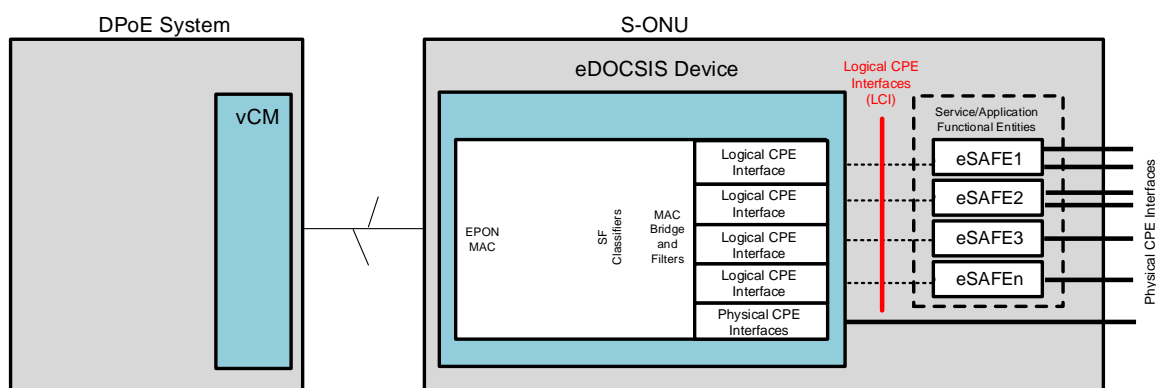 DPoE System
S-ONU
vCM
eDOCSIS Device
EPON
MAC
SF
Classifiers
MAC
Bridge
and
Filters
Logical CPE
Interface
Logical CPE
Interface
Logical CPE
Interface
Logical CPE
Interface
Physical CPE
Interfaces
Logical CPE
Interfaces
(LCI)
Service/Application
Functional Entities
eSAFE1
eSAFE2
eSAFE3
eSAFEn
Physical CPE Interfaces